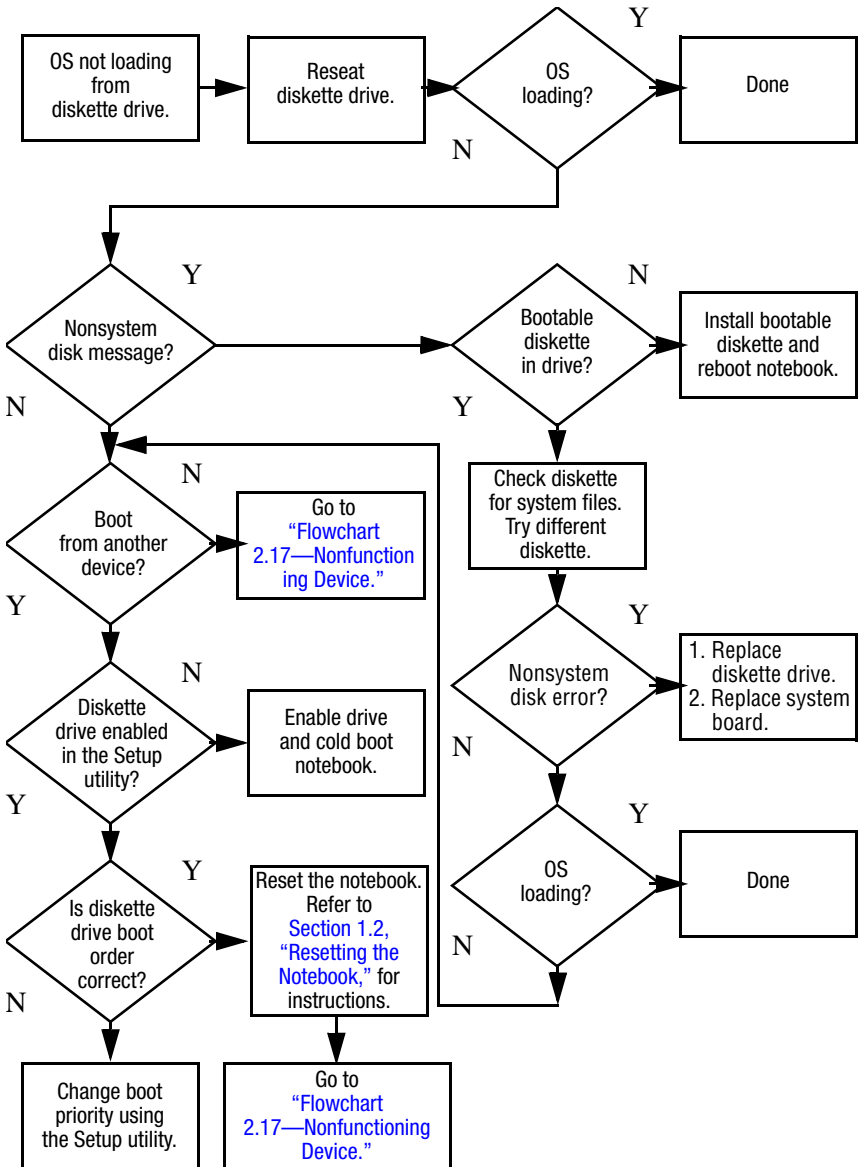 Y
OS not loading
from
diskette drive.
Reseat
diskette drive.
OS
loading?
Done
N
Y
Nonsystem
disk message?
N
N
Bootable
diskette
in drive?
Install bootable
diskette and
reboot notebook.
Y
N
Boot
from another
device?
Go to
“Flowchart
2.17—Nonfunction
ing Device.”
Check diskette
for system files.
Try different
diskette.
Y
N
Diskette
drive enabled
in the Setup
utility?
Enable drive
and cold boot
notebook.
Y
Y
Nonsystem
disk error?
1. Replace
diskette drive.
2. Replace system
board.
N
Y
Is diskette
drive boot
order
correct?
Reset the notebook.
Refer to
Section 1.2,
“Resetting the
Notebook,” for
instructions.
N
Y
OS
loading?
Done
N
Change boot
priority using
the Setup utility.
Go to
“Flowchart
2.17—Nonfunctioning
Device.”